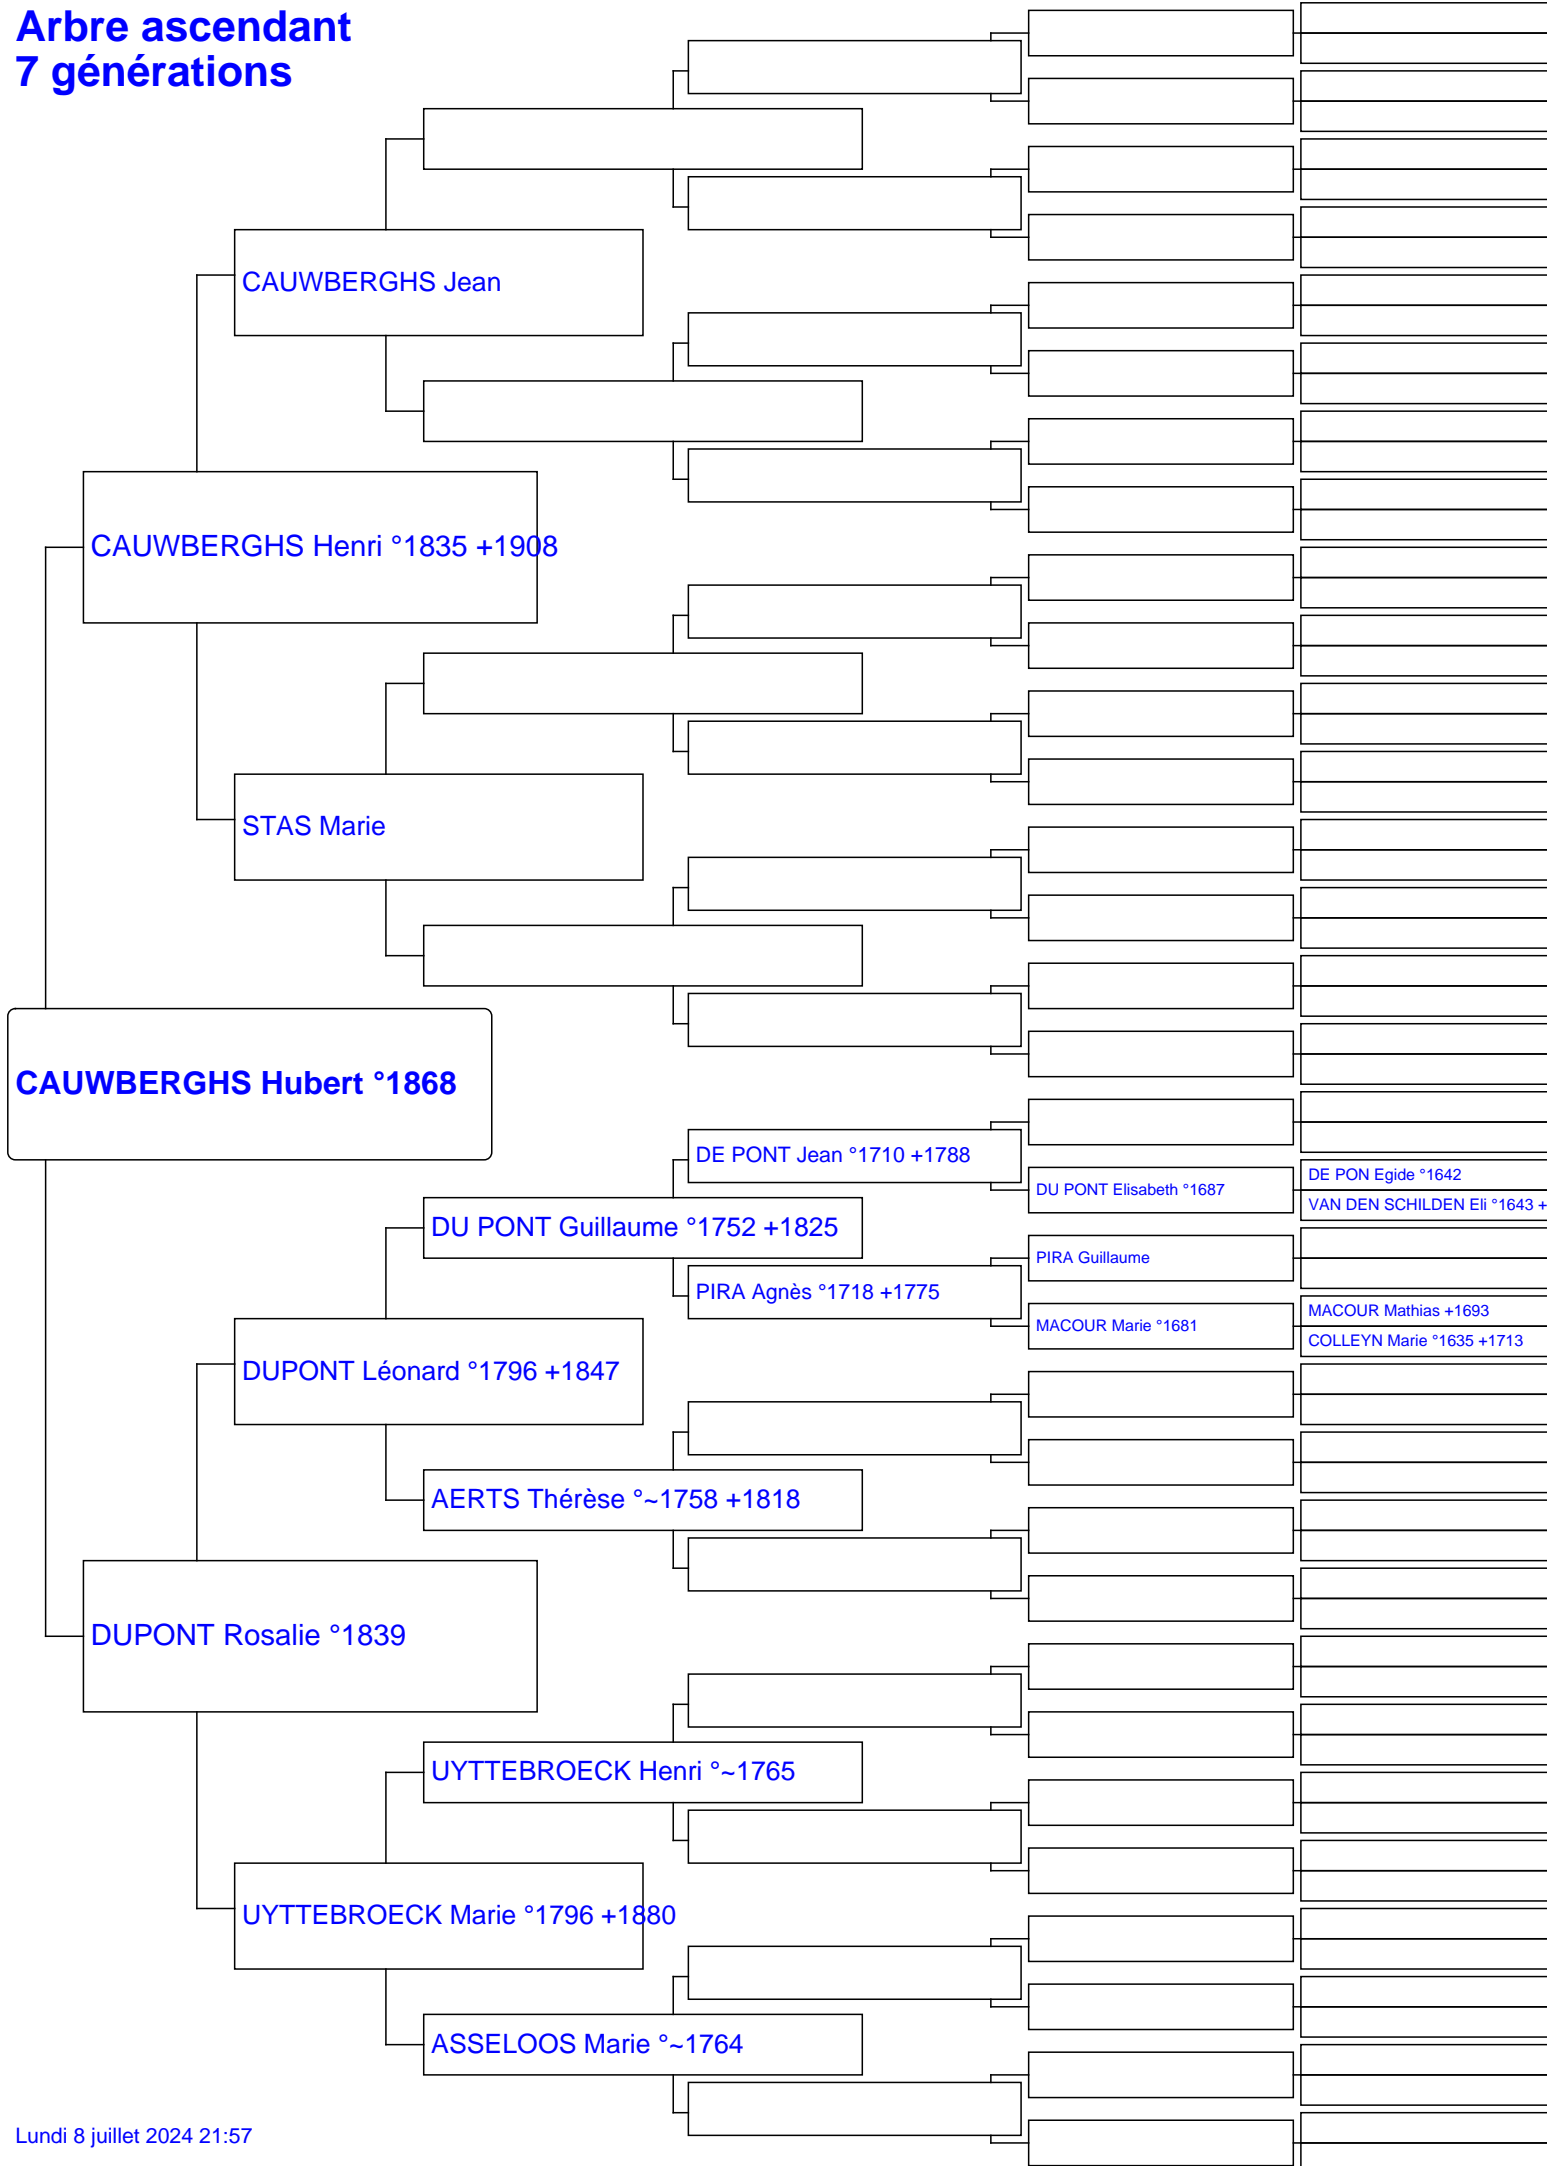 Arbre ascendant
7 générations
CAUWBERGHS Jean
CAUWBERGHS Henri °1835 +1908
STAS Marie
CAUWBERGHS Hubert °1868
DE PONT Jean °1710 +1788
DU PONT Elisabeth °1687
DE PON Egide °1642
VAN DEN SCHILDEN Eli °1643 +
DU PONT Guillaume °1752 +1825
PIRA Guillaume
PIRA Agnès °1718 +1775
MACOUR Marie °1681
MACOUR Mathias +1693
COLLEYN Marie °1635 +1713
DUPONT Léonard °1796 +1847
AERTS Thérèse °~1758 +1818
DUPONT Rosalie °1839
UYTTEBROECK Henri °~1765
UYTTEBROECK Marie °1796 +1880
ASSELOOS Marie °~1764
Lundi 8 juillet 2024 21:57